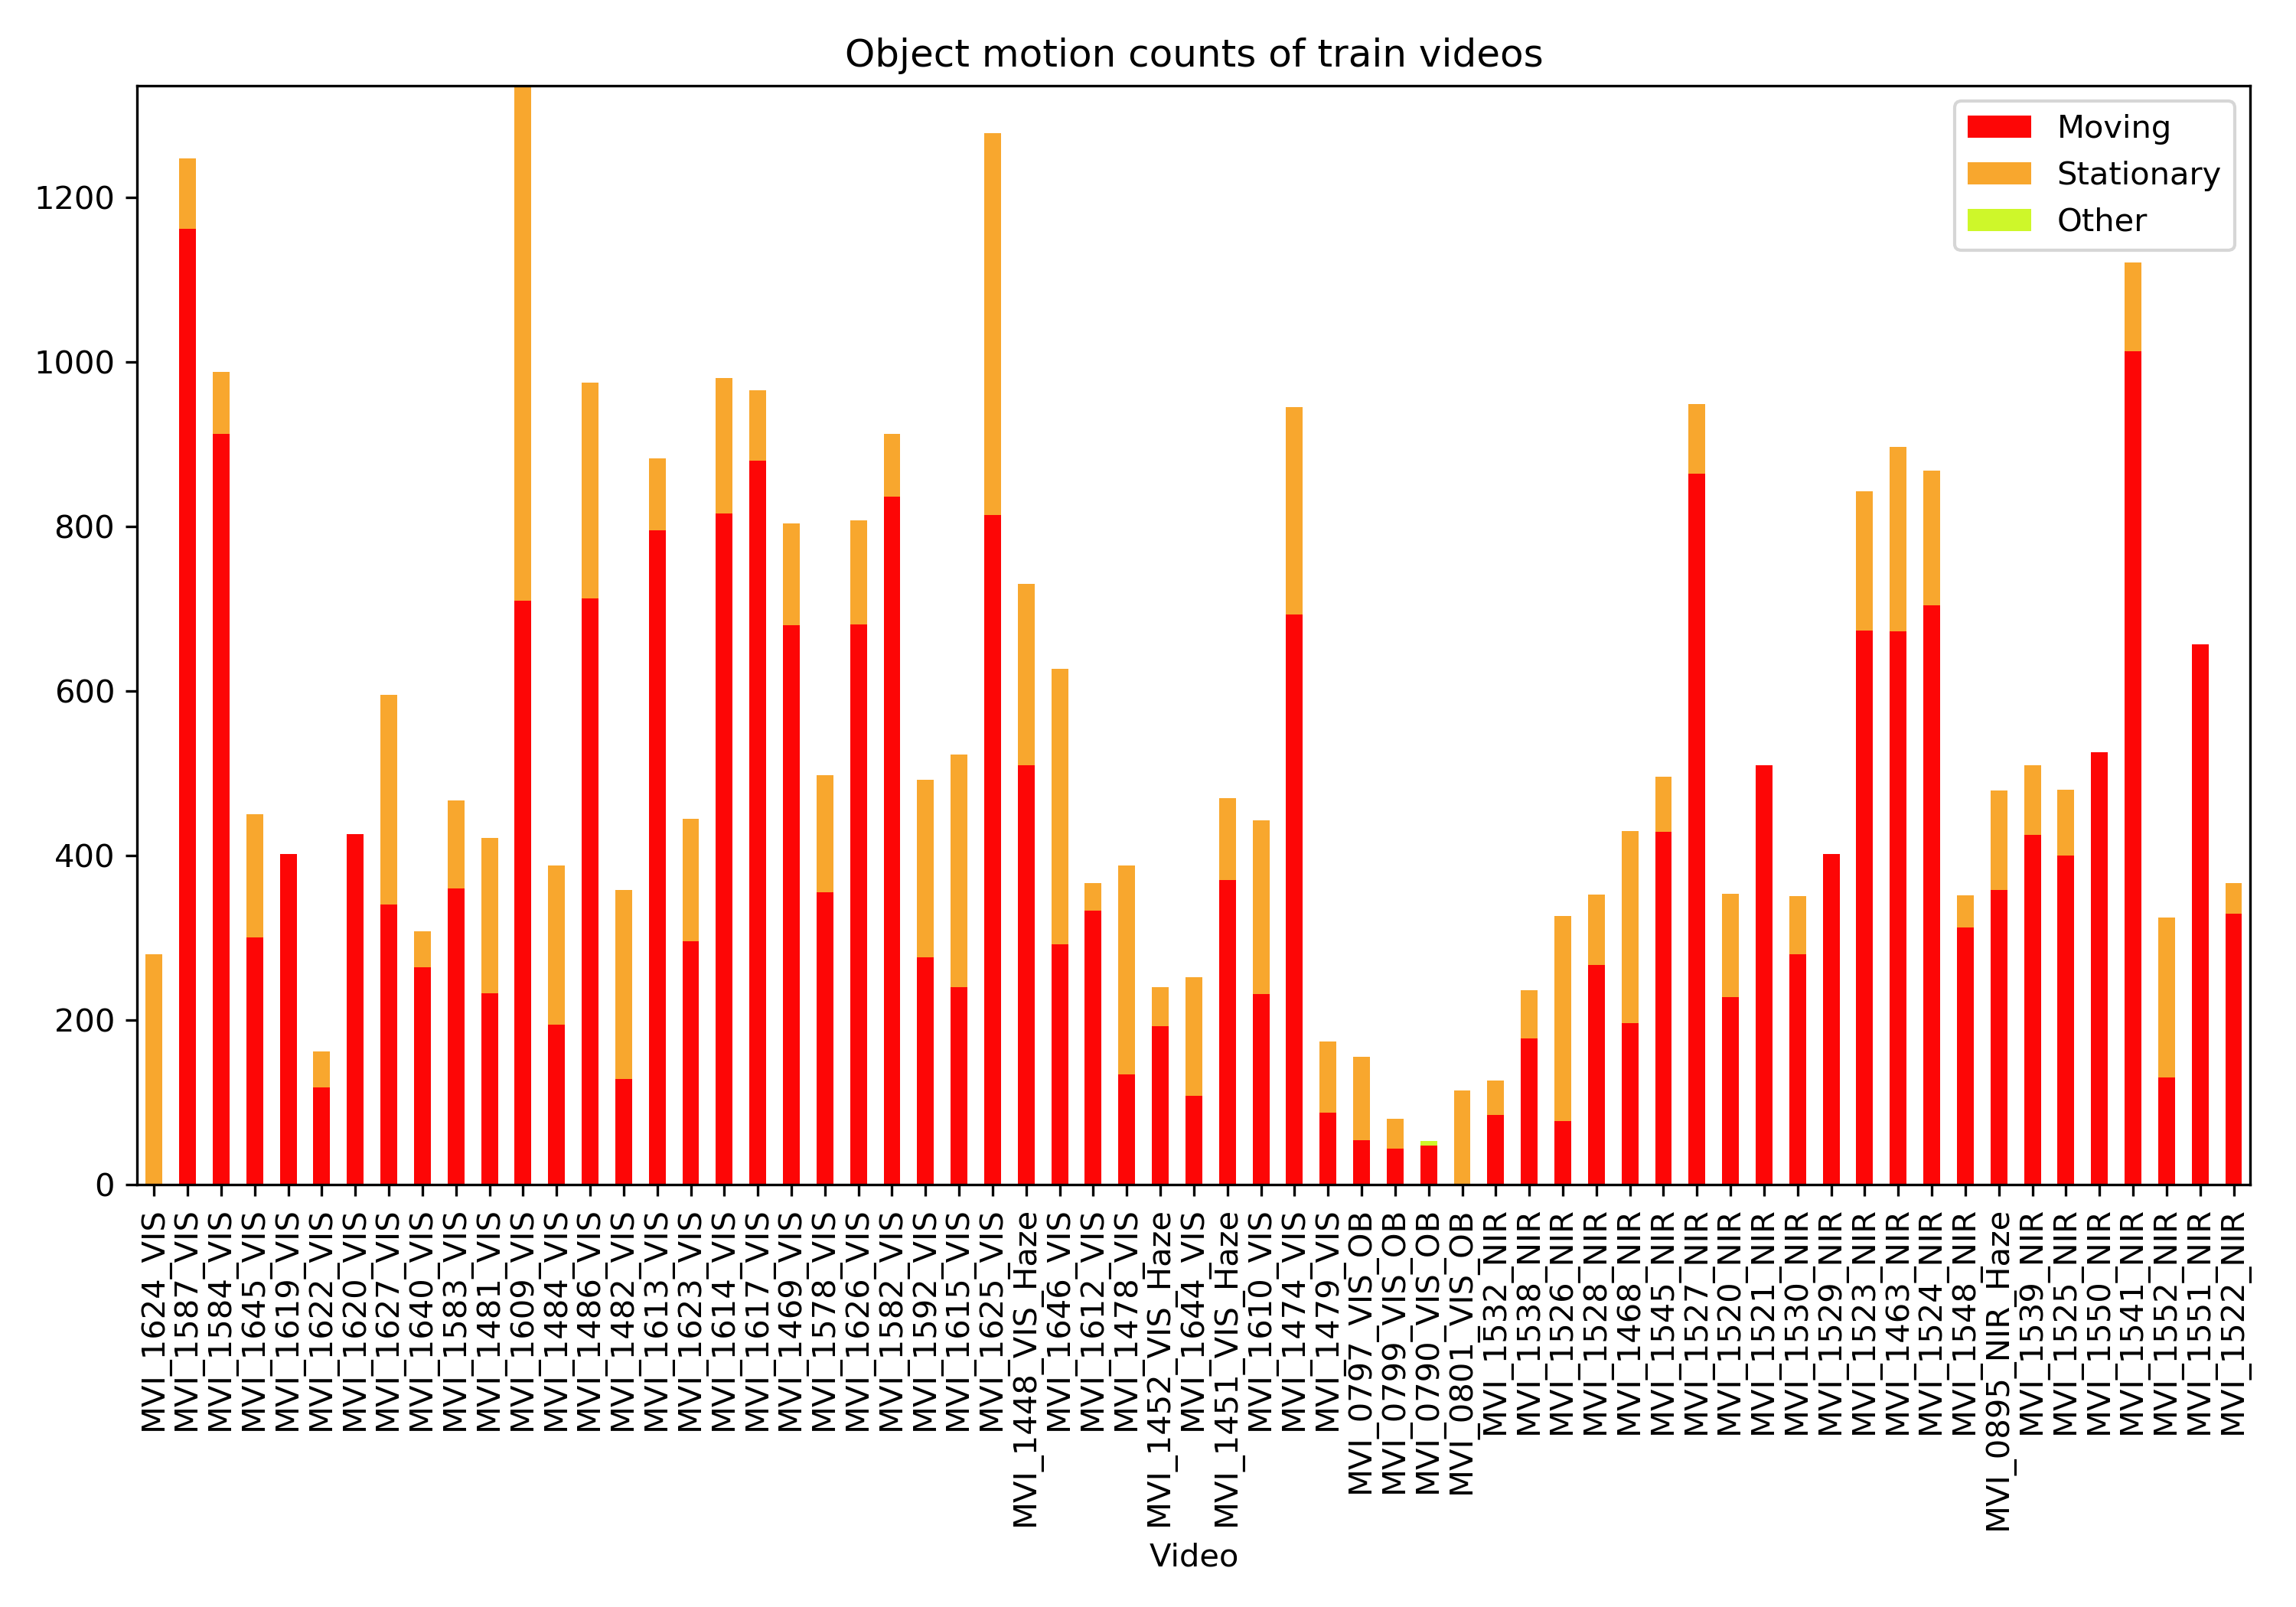 Object motion counts of train videos
Moving
Stationary
Other
1200
1000
800
600
400
200
0
MVI_1624_VIS
MVI_1587_VIS
MVI_1584_VIS
MVI_1645_VIS
MVI_1619_VIS
MVI_1622_VIS
MVI_1620_VIS
MVI_1627_VIS
MVI_1640_VIS
MVI_1583_VIS
MVI_1481_VIS
MVI_1609_VIS
MVI_1484_VIS
MVI_1486_VIS
MVI_1482_VIS
MVI_1613_VIS
MVI_1623_VIS
MVI_1614_VIS
MVI_1617_VIS
MVI_1469_VIS
MVI_1578_VIS
MVI_1626_VIS
MVI_1582_VIS
MVI_1592_VIS
MVI_1615_VIS
MVI_1625_VIS
MVI_1448_VIS_Haze
MVI_1646_VIS
MVI_1612_VIS
MVI_1478_VIS
MVI_1452_VIS_Haze
MVI_1644_VIS
MVI_1451_VIS_Haze
MVI_1610_VIS
MVI_1474_VIS
MVI_1479_VIS
MVI_0797_VIS_OB
MVI_0799_VIS_OB
MVI_0790_VIS_OB
MVI_0801_VIS_OB
MVI_1532_NIR
MVI_1538_NIR
MVI_1526_NIR
MVI_1528_NIR
MVI_1468_NIR
MVI_1545_NIR
MVI_1527_NIR
MVI_1520_NIR
MVI_1521_NIR
MVI_1530_NIR
MVI_1529_NIR
MVI_1523_NIR
MVI_1463_NIR
MVI_1524_NIR
MVI_1548_NIR
MVI_0895_NIR_Haze
MVI_1539_NIR
MVI_1525_NIR
MVI_1550_NIR
MVI_1541_NIR
MVI_1552_NIR
MVI_1551_NIR
MVI_1522_NIR
Video